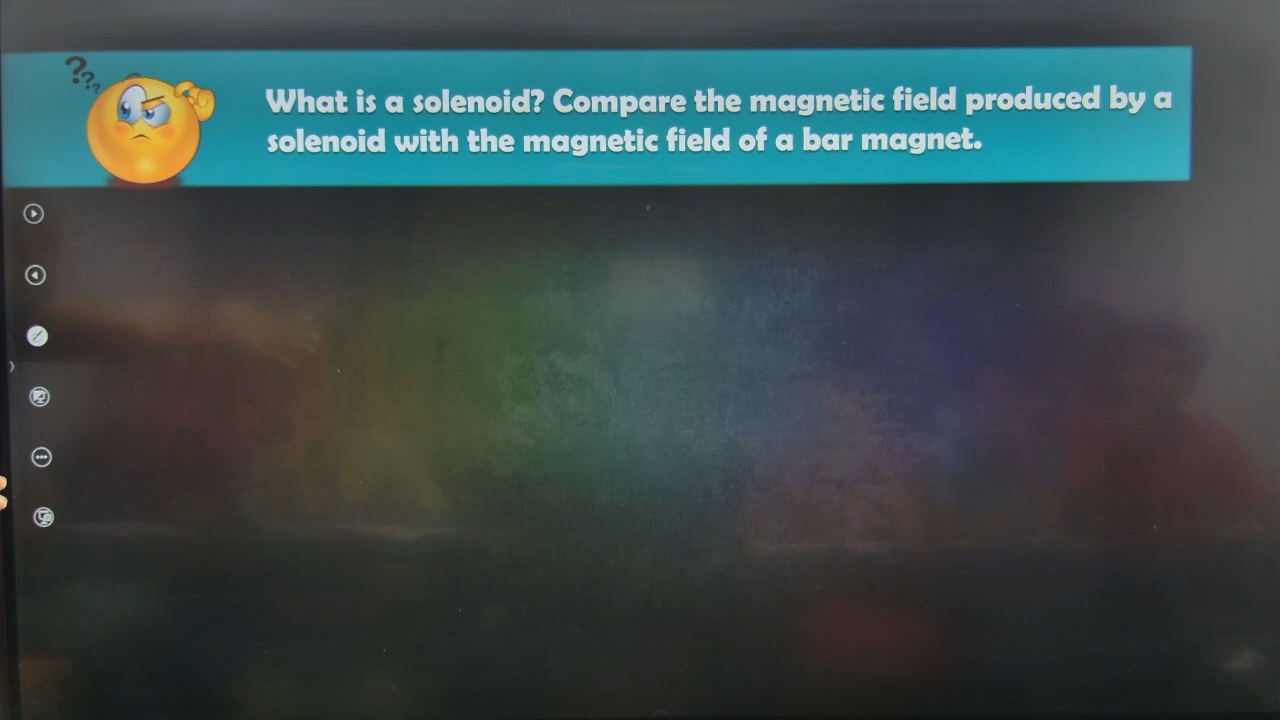 ???
What is a solenoid? Compare the magnetic field produced by a
solenoid with the magnetic field of a bar magnet.